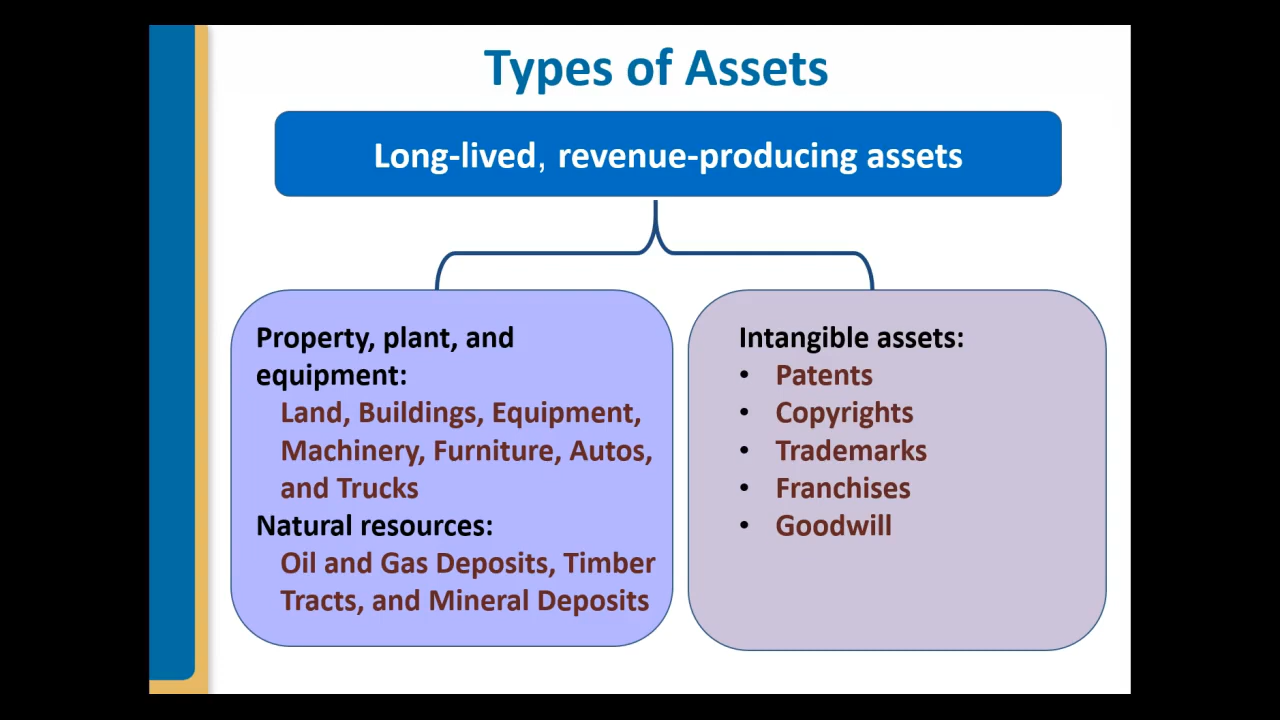 Types of Assets
Long-lived, revenue-producing assets
Property, plant, and
equipment:
Land, Buildings, Equipment,
Machinery, Furniture, Autos,
and Trucks
Natural resources:
Oil and Gas Deposits, Timber
Tracts, and Mineral Deposits
Intangible assets:
• Patents
• Copyrights
• Trademarks
• Franchises
• Goodwill